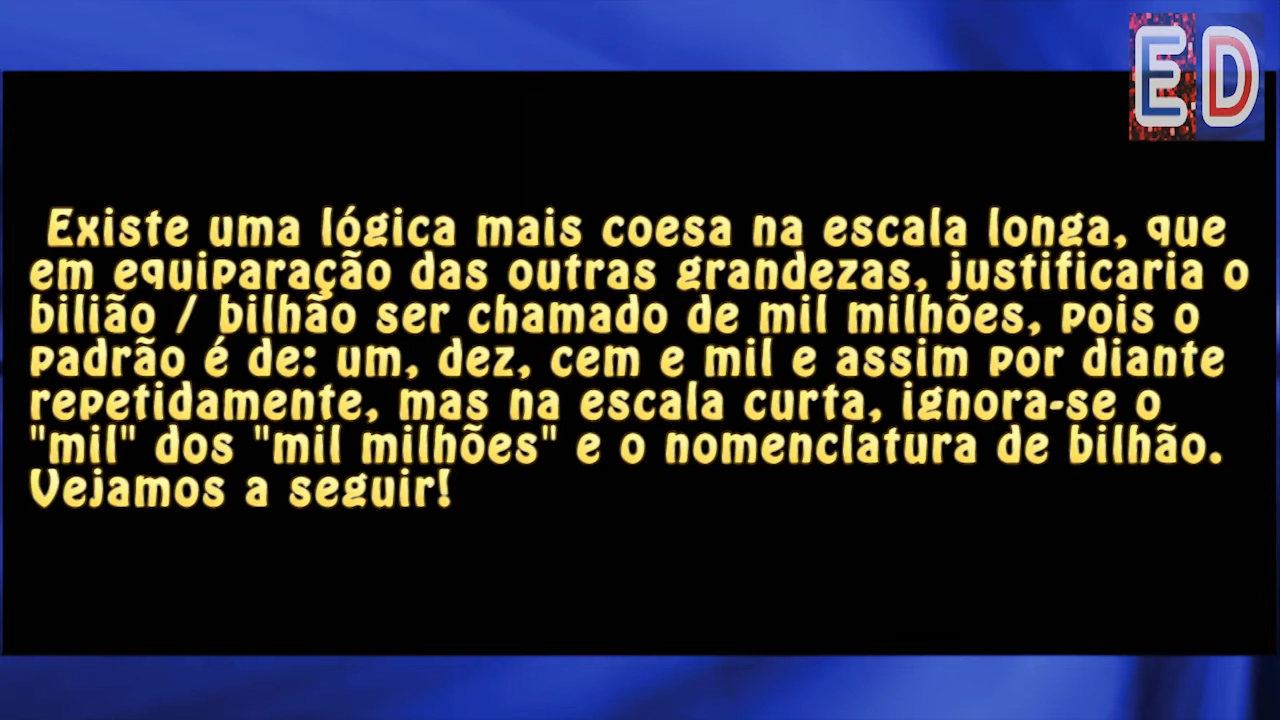 ED
Existe uma lógica mais coesa na escala longa, que
em equiparação das outras grandezas, justificaria o
bilião / bilhão ser chamado de mil milhões, pois o
padrão é de: um, dez, cem e mil e assim por diante
repetidamente, mas na escala curta, ignora-se o
"mil" dos "mil milhões" e o nomenclatura de bilhão.
Vejamos a seguir!